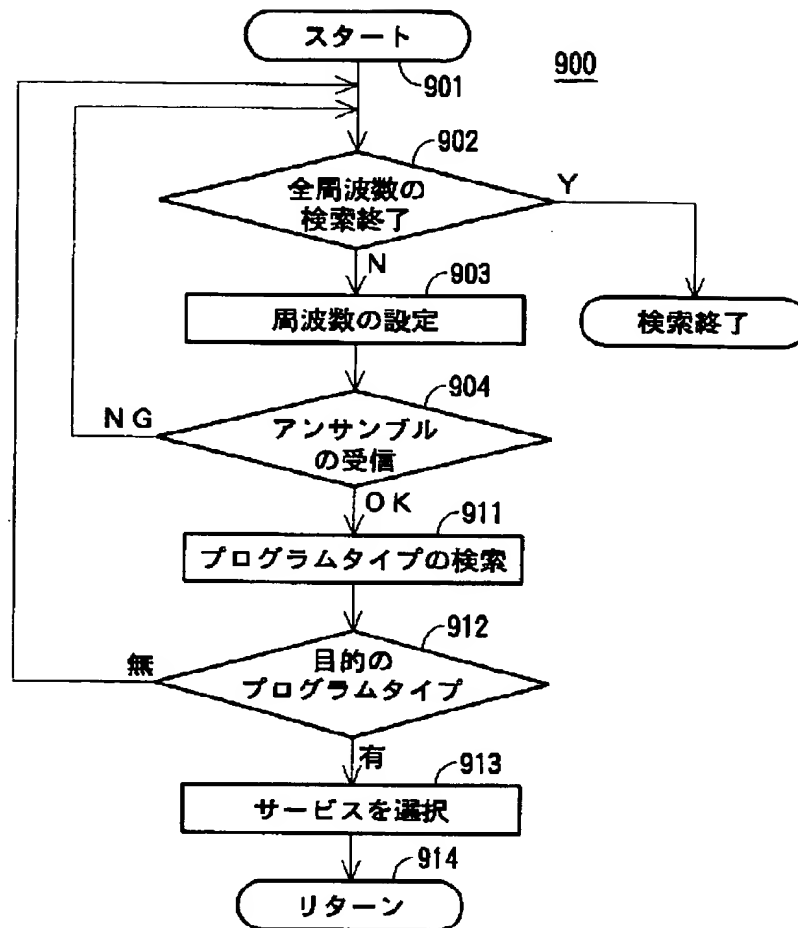 スタート
901
900
902
全周波数の
検索終了
Y
N
903
周波数の設定
検索終了
904
アンサンブル
の受信
NG
OK
911
プログラムタイプの検索
912
目的の
プログラムタイプ
無
有
913
サービスを選択
914
リターン